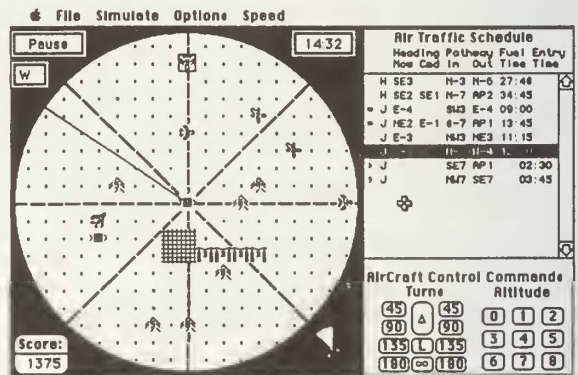 File Simulate Options Speed
Pause
14:32
W
Score:
1375
Air Traffic Schedule
Heading Pathway Fuel Entry
Now Cmd In Out Time Time
H SE3 N-3 N-6 27:48
H SE2 SE1 N-7 AP2 34:45
J E-4 SW3 E-4 09:00
J NE2 E-1 AP1 13:45
J E-3 NW3 NE3 11:15
J SE7 AP1 02:30
J NW7 SE7 03:45
AirCraft Control Commands
Turns Altitude
45 45
90 90
135 L 135
180 ∞ 180
0 1 2
3 4 5
6 7 8